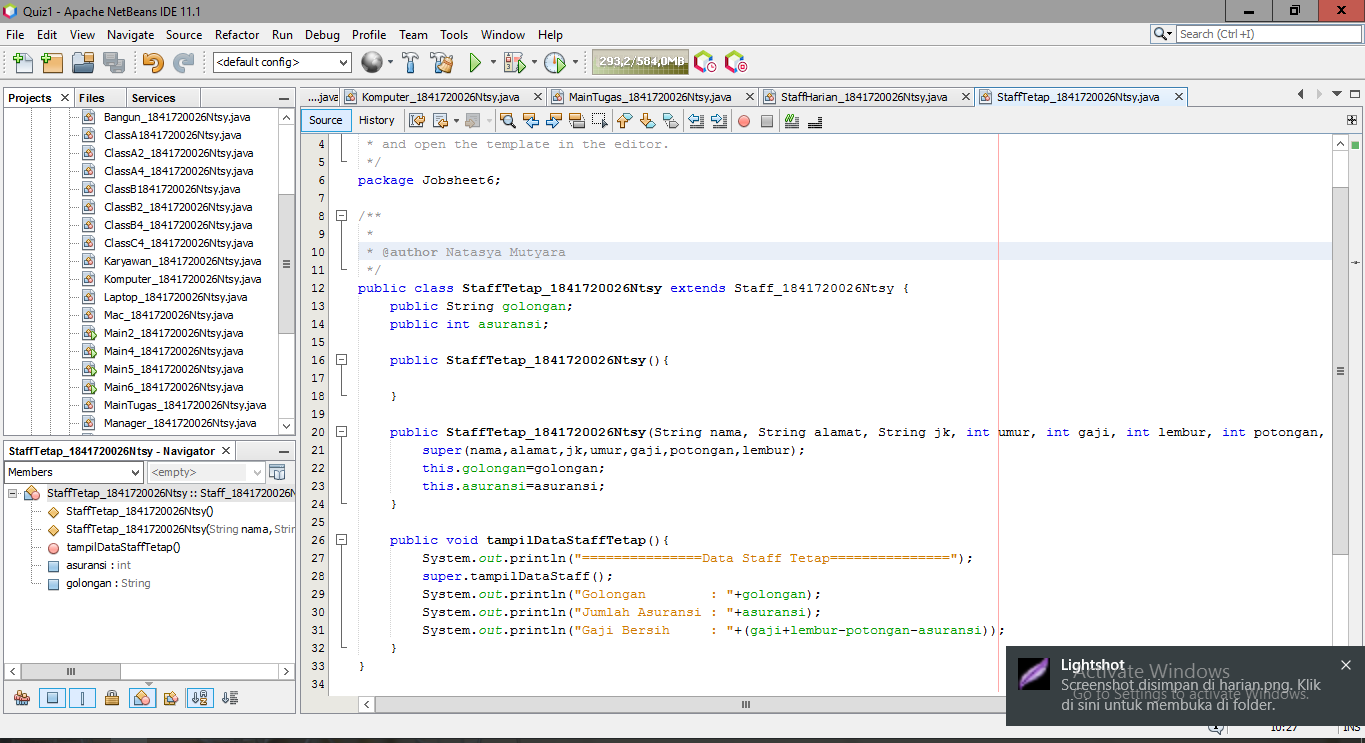 Quiz1 - Apache NetBeans IDE 11.1
File Edit View Navigate Source Refactor Run Debug Profile Team Tools Window Help
Search (Ctrl+I)
<default config>
293,2/584,0MB
Projects Files Services
....java Komputer_1841720026Ntsy.java MainTugas_1841720026Ntsy.java StaffHarian_1841720026Ntsy.java StaffTetap_1841720026Ntsy.java
Source History
Bangun_1841720026Ntsy.java
ClassA1841720026Ntsy.java
ClassA2_1841720026Ntsy.java
ClassA4_1841720026Ntsy.java
ClassB1841720026Ntsy.java
ClassB2_1841720026Ntsy.java
ClassB4_1841720026Ntsy.java
ClassC4_1841720026Ntsy.java
Karyawan_1841720026Ntsy.java
Komputer_1841720026Ntsy.java
Laptop_1841720026Ntsy.java
Mac_1841720026Ntsy.java
Main2_1841720026Ntsy.java
Main4_1841720026Ntsy.java
Main5_1841720026Ntsy.java
Main6_1841720026Ntsy.java
MainTugas_1841720026Ntsy.java
Manager_1841720026Ntsy.java
StaffTetap_1841720026Ntsy - Navigator
Members <empty>
StaffTetap_1841720026Ntsy :: Staff_1841720026N
StaffTetap_1841720026Ntsy()
StaffTetap_1841720026Ntsy(String nama, Strin
tampilDataStaffTetap()
asuransi : int
golongan : String
4 * and open the template in the editor.
5 */
6 package Jobsheet6;
7
8 /**
9 *
10 * @author Natasya Mutyara
11 */
12 public class StaffTetap_1841720026Ntsy extends Staff_1841720026Ntsy {
13 public String golongan;
14 public int asuransi;
15
16 public StaffTetap_1841720026Ntsy(){
17
18 }
19
20 public StaffTetap_1841720026Ntsy(String nama, String alamat, String jk, int umur, int gaji, int lembur, int potongan,
21 super(nama,alamat,jk,umur,gaji,potongan,lembur);
22 this.golongan=golongan;
23 this.asuransi=asuransi;
24 }
25
26 public void tampilDataStaffTetap(){
27 System.out.println("===============Data Staff Tetap===============");
28 super.tampilDataStaff();
29 System.out.println("Golongan        : "+golongan);
30 System.out.println("Jumlah Asuransi : "+asuransi);
31 System.out.println("Gaji Bersih     : "+(gaji+lembur-potongan-asuransi));
32 }
33 }
34
Lightshot
Activate Windows
Screenshot disimpan di harian.png. Klik
Go to Settings to activate Windows.
di sini untuk membuka di folder.
10:27 INS